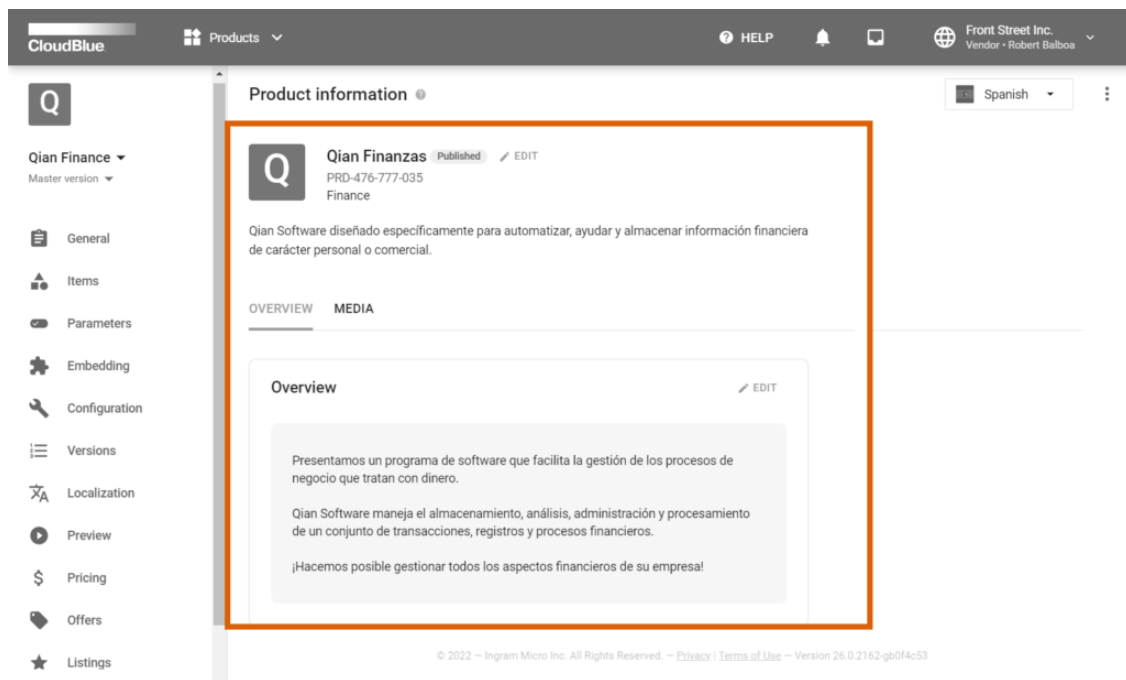 CloudBlue
Products
HELP
Front Street Inc.
Vendor • Robert Balboa
Q
Qian Finance
Master version
General
Items
Parameters
Embedding
Configuration
Versions
Localization
Preview
Pricing
Offers
Listings
Product information
Spanish
Q
Qian Finanzas Published EDIT
PRD-476-777-035
Finance
Qian Software diseñado específicamente para automatizar, ayudar y almacenar información financiera
de carácter personal o comercial.
OVERVIEW MEDIA
Overview EDIT
Presentamos un programa de software que facilita la gestión de los procesos de
negocio que tratan con dinero.
Qian Software maneja el almacenamiento, análisis, administración y procesamiento
de un conjunto de transacciones, registros y procesos financieros.
¡Hacemos posible gestionar todos los aspectos financieros de su empresa!
© 2022 — Ingram Micro Inc. All Rights Reserved. — Privacy | Terms of Use — Version 26.0.2162-gb0f4c53